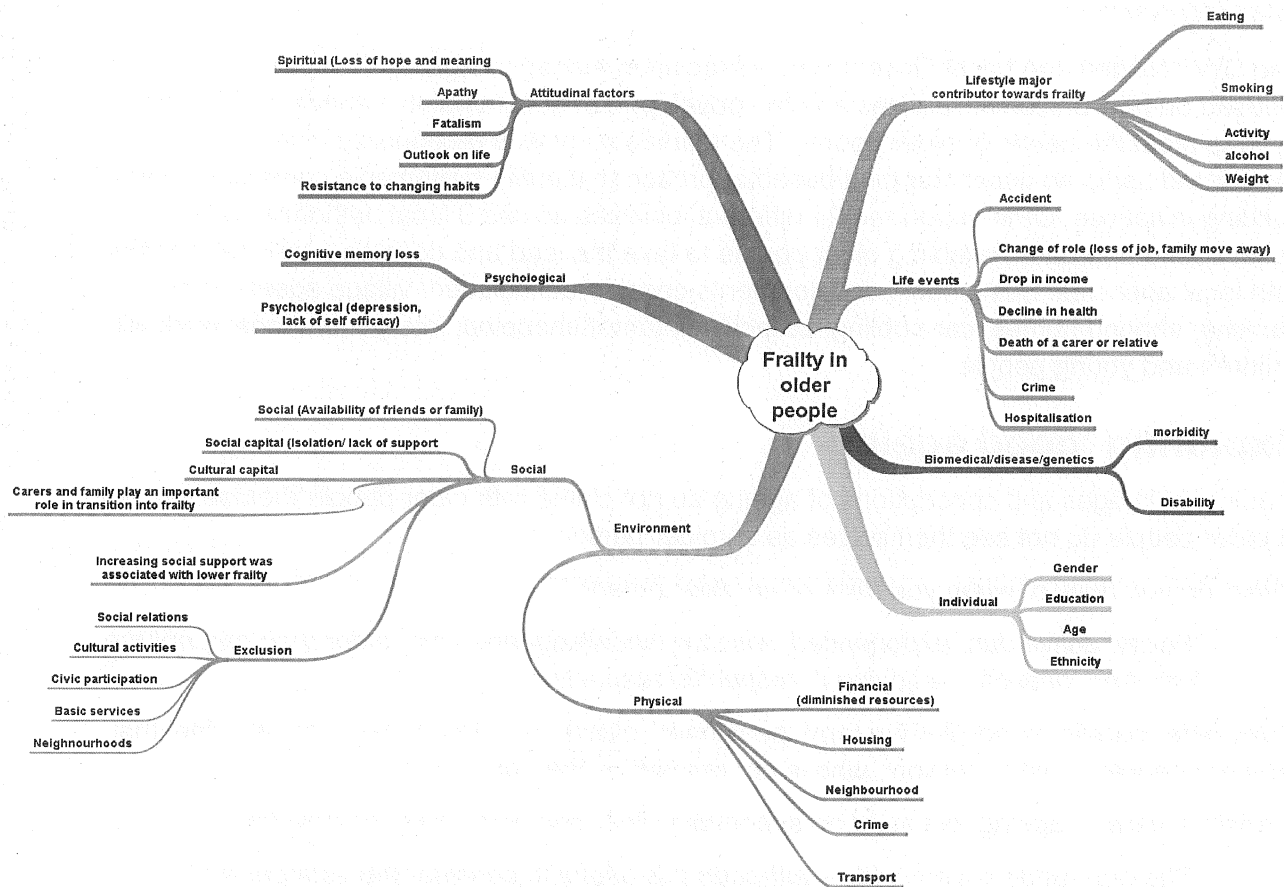 Frailty in
older
people
Attitudinal factors
Spiritual (Loss of hope and meaning
Apathy
Fatalism
Outlook on life
Resistance to changing habits
Psychological
Cognitive memory loss
Psychological (depression,
lack of self efficacy)
Environment
Social
Social (Availability of friends or family)
Social capital (Isolation/ lack of support
Cultural capital
Carers and family play an important
role in transition into frailty
Increasing social support was
associated with lower frailty
Exclusion
Social relations
Cultural activities
Civic participation
Basic services
Neighnourhoods
Physical
Financial
(diminished resources)
Housing
Neighbourhood
Crime
Transport
Lifestyle major
contributor towards frailty
Eating
Smoking
Activity
alcohol
Weight
Life events
Accident
Change of role (loss of job, family move away)
Drop in income
Decline in health
Death of a carer or relative
Crime
Hospitalisation
Biomedical/disease/genetics
morbidity
Disability
Individual
Gender
Education
Age
Ethnicity